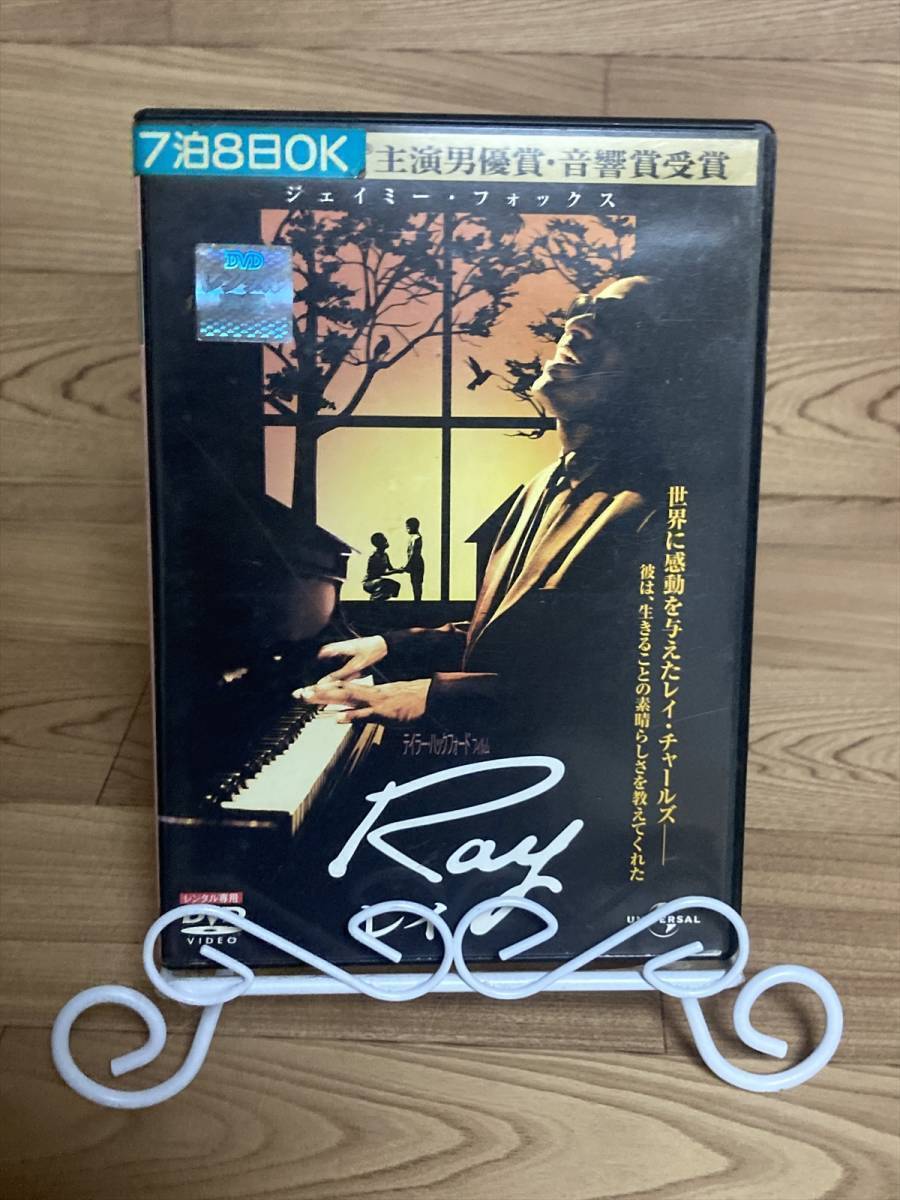 7泊8日OK
主演男優賞・音響賞受賞
ジェイミー・フォックス
DVD
世界に感動を与えたレイ・チャールズ──
彼は、生きることの素晴らしさを教えてくれた
テイラー・ハックフォード フィルム
Ray
レイ
レンタル専用
DVD
VIDEO
UNIVERSAL